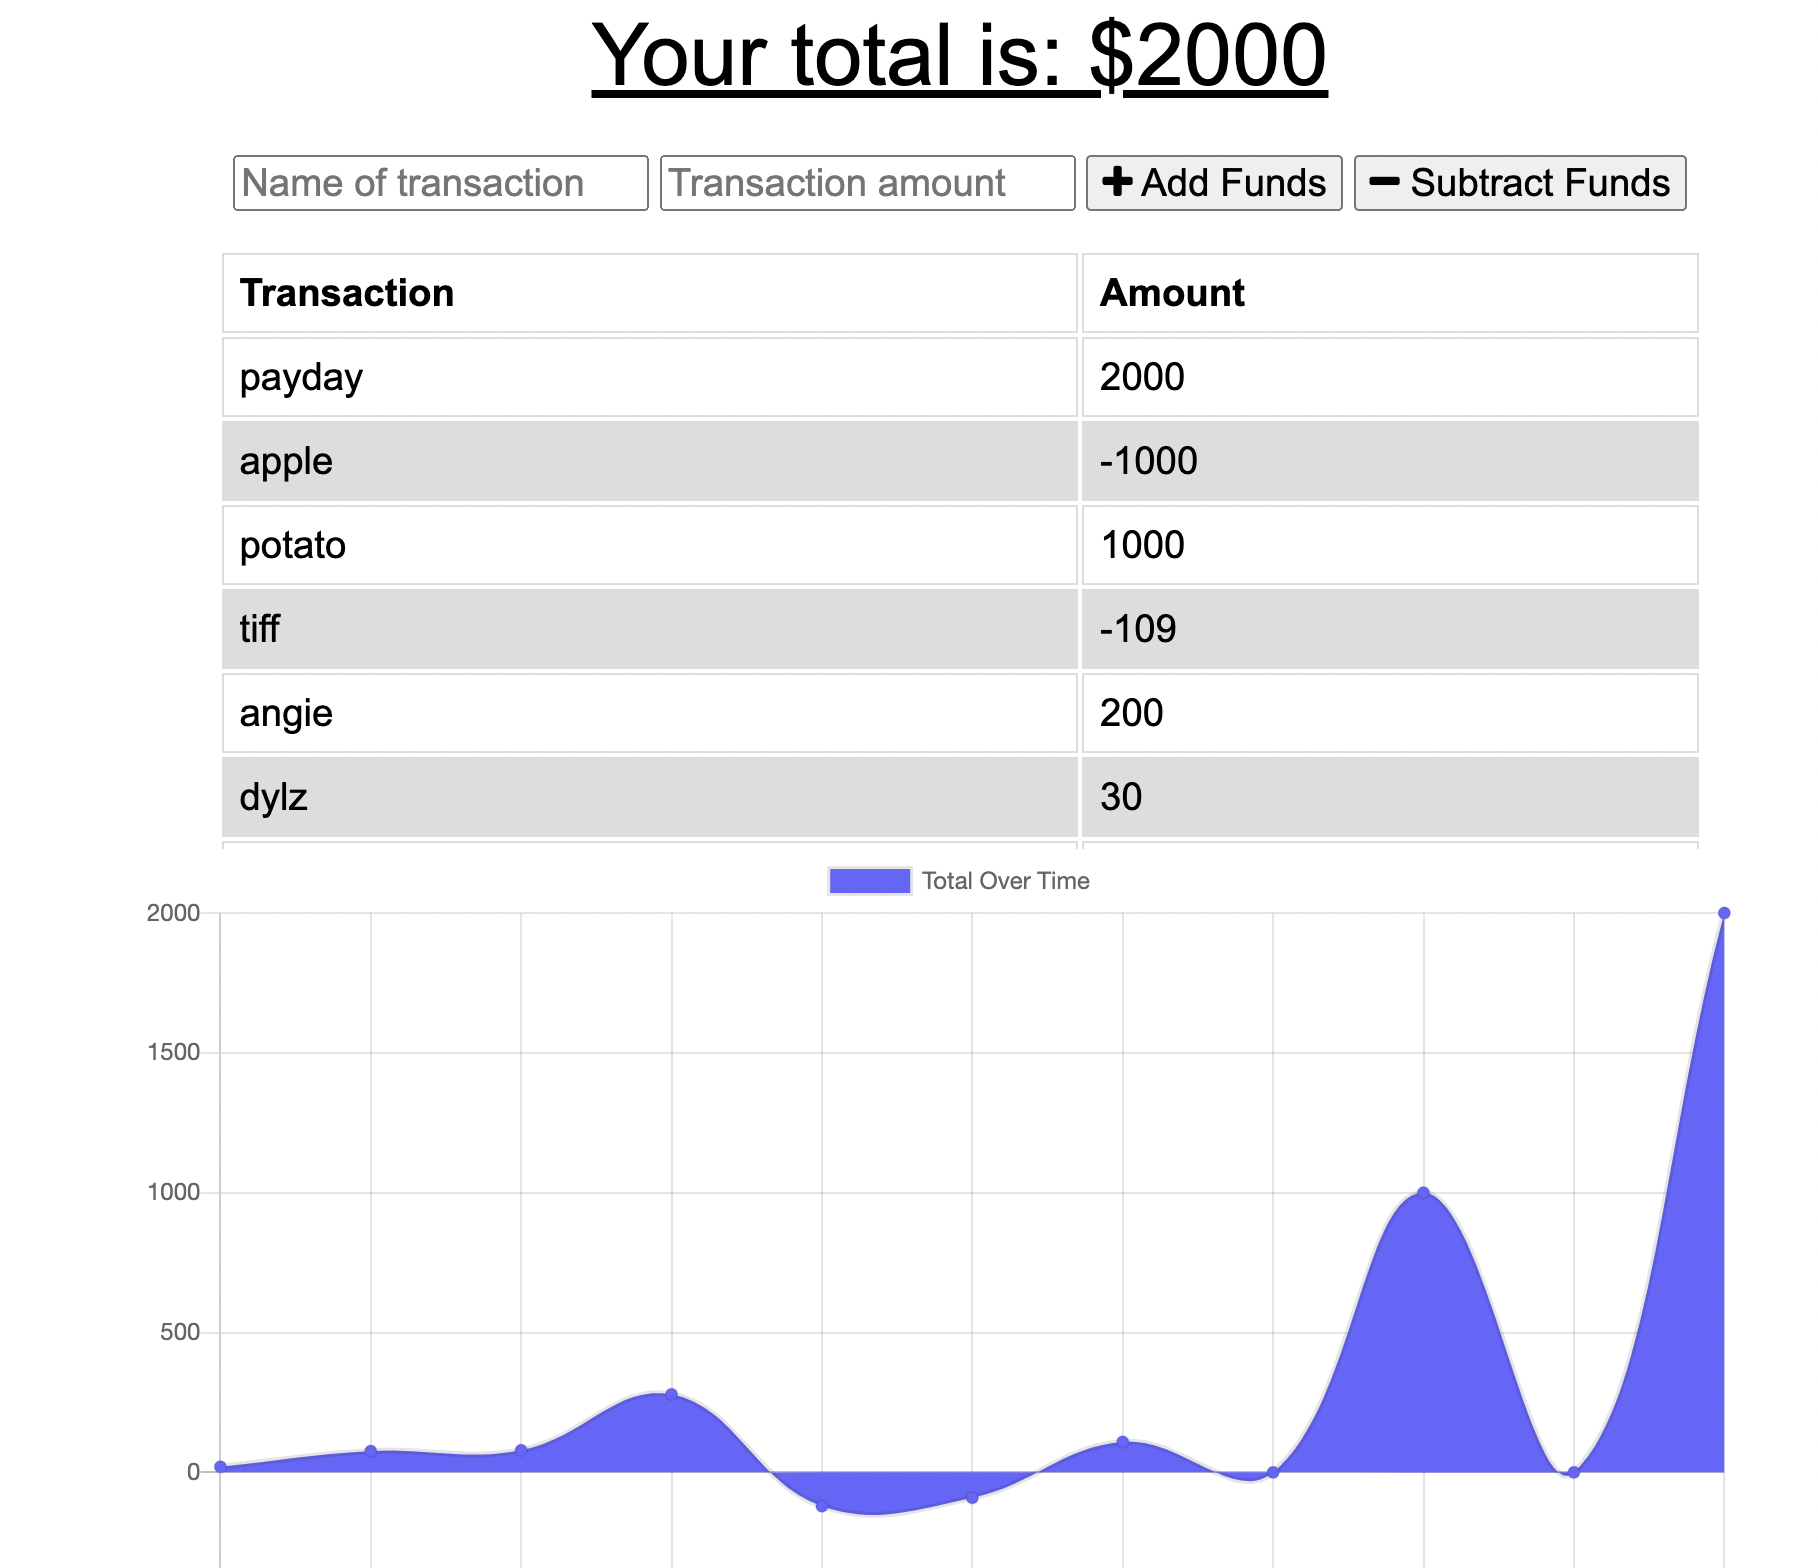 Your total is: $2000
Name of transaction Transaction amount Add Funds Subtract Funds
Transaction Amount
payday 2000
apple -1000
potato 1000
tiff -109
angie 200
dylz 30
Total Over Time
2000
1500
1000
500
0